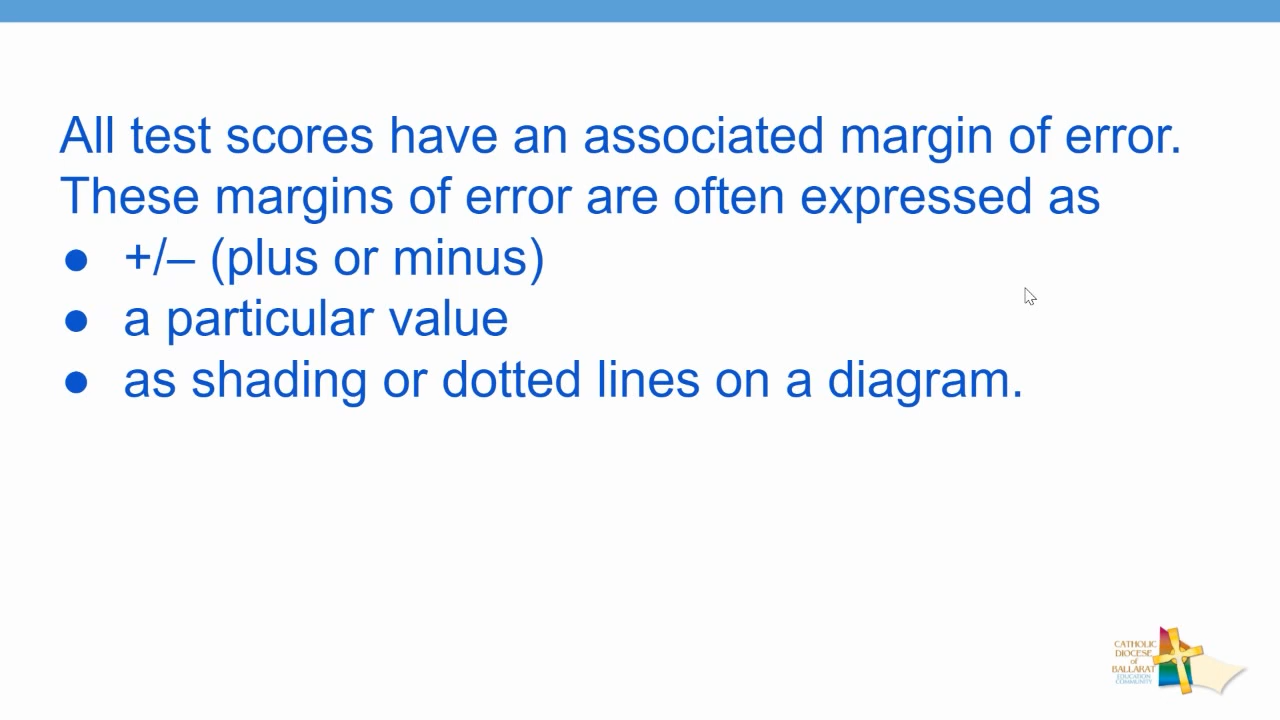 All test scores have an associated margin of error.
These margins of error are often expressed as
● +/– (plus or minus)
● a particular value
● as shading or dotted lines on a diagram.
CATHOLIC
DIOCESE
of
BALLARAT
EDUCATION
COMMUNITY